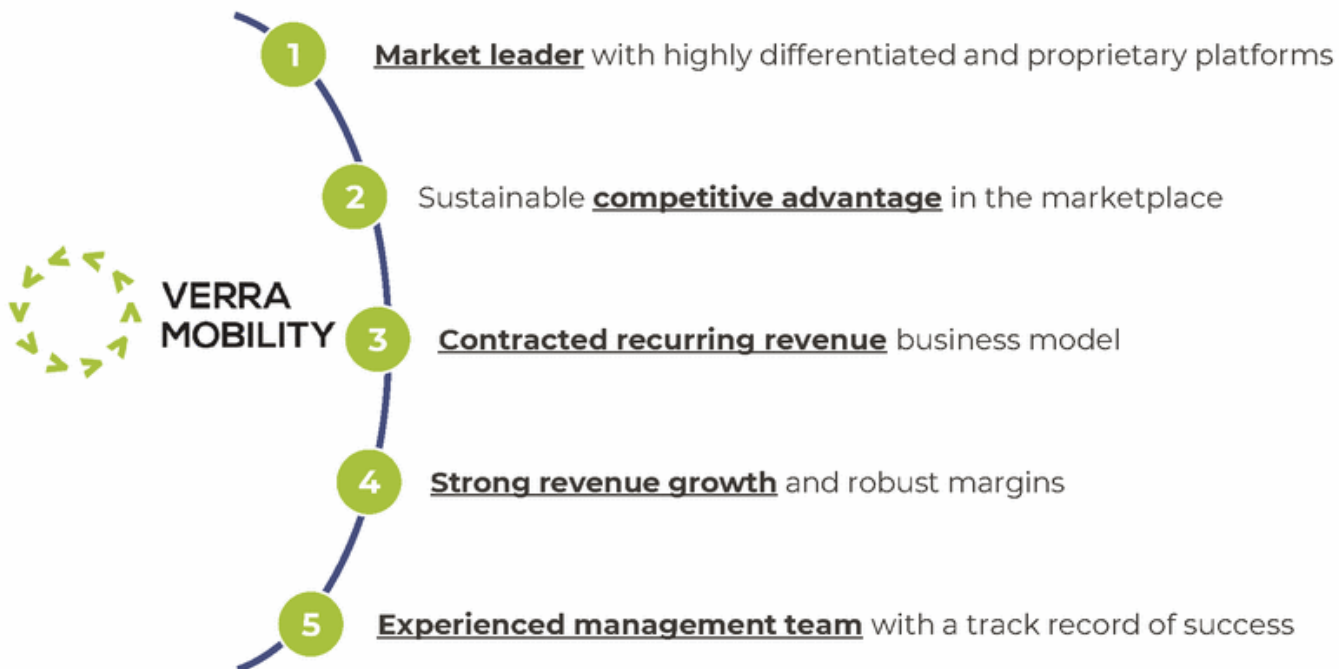 1 Market leader with highly differentiated and proprietary platforms
2 Sustainable competitive advantage in the marketplace
VERRA
MOBILITY
3 Contracted recurring revenue business model
4 Strong revenue growth and robust margins
5 Experienced management team with a track record of success